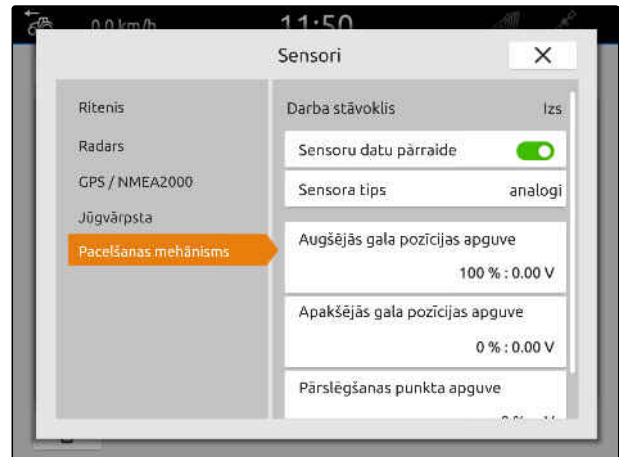 0.0 km/h
11:50
Sensori
Ritenis
Radars
GPS / NMEA2000
Jūgvārpsta
Pacelšanas mehānisms
Darba stāvoklis Izs
Sensoru datu pārraide
Sensora tips analogi
Augšējās gala pozīcijas apguve
100 % : 0.00 V
Apakšējās gala pozīcijas apguve
0 % : 0.00 V
Pārslēgšanas punkta apguve